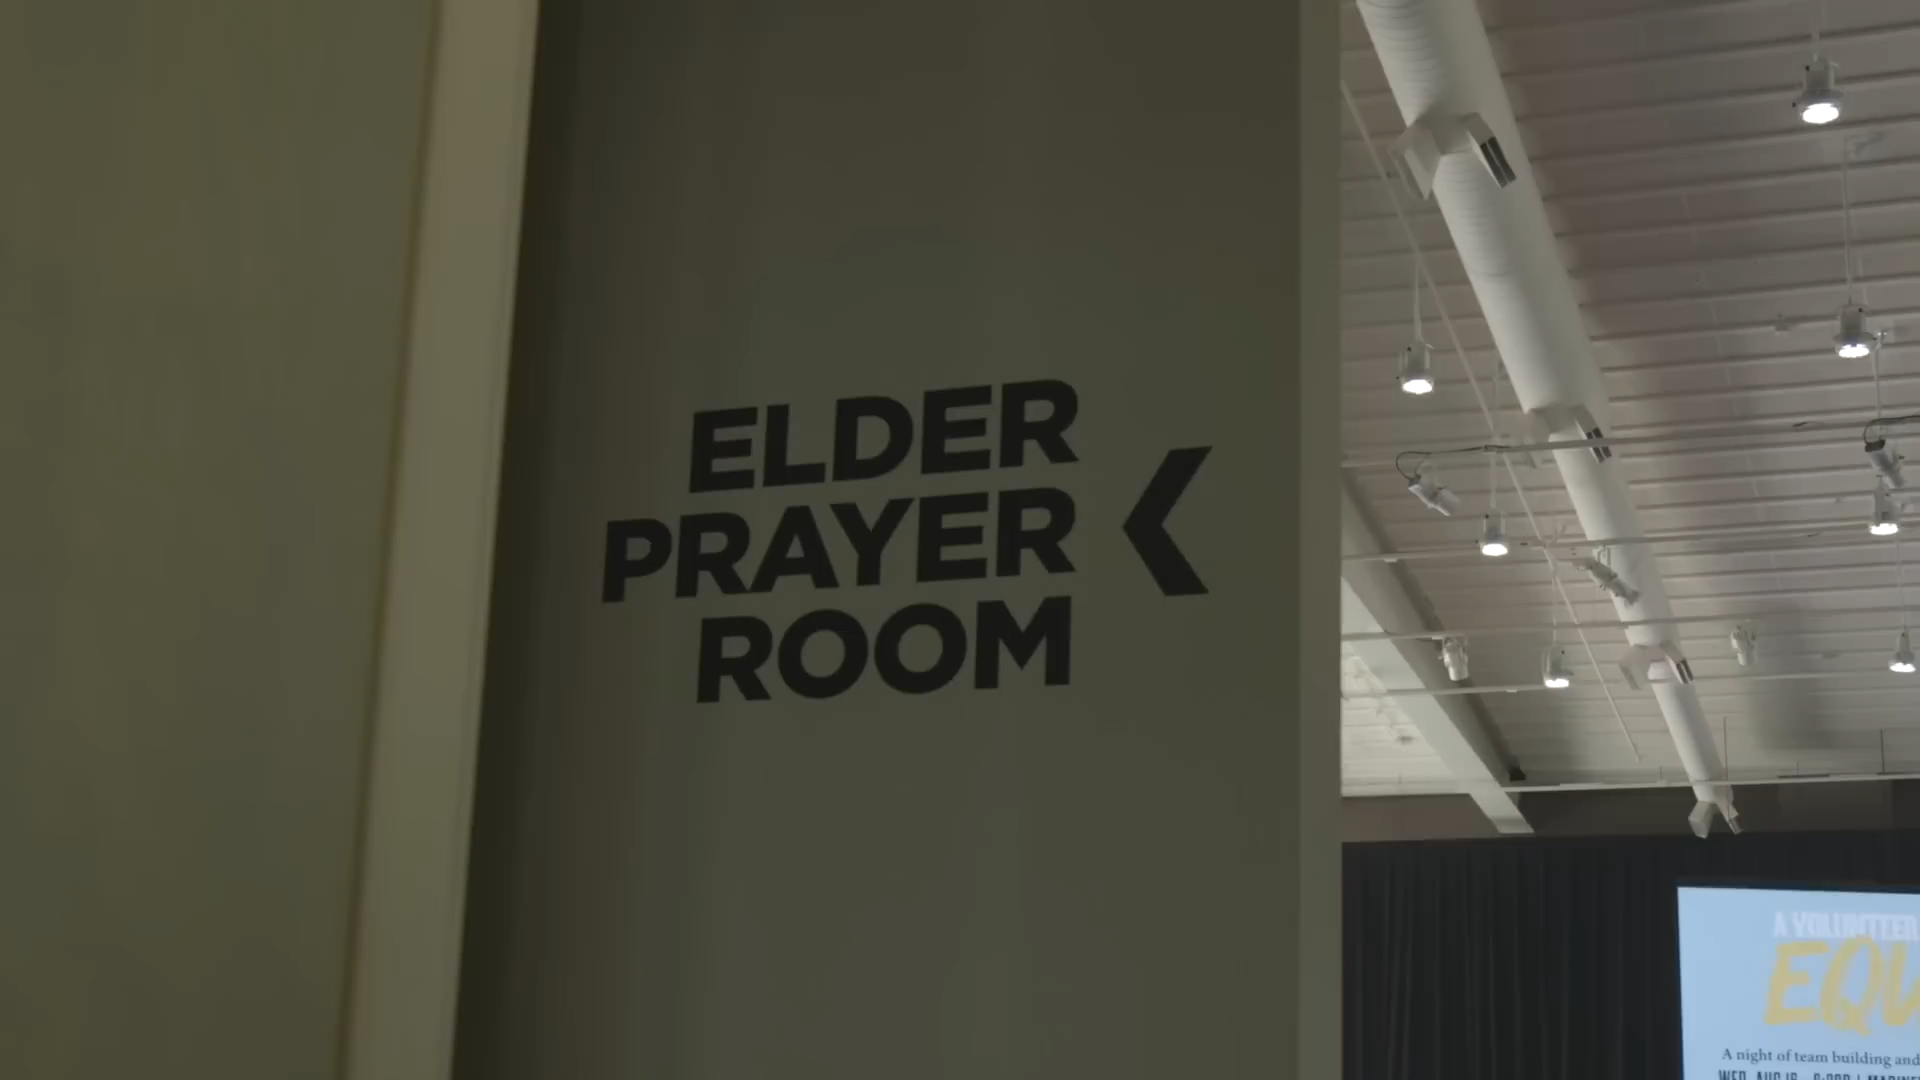 ELDER
PRAYER
ROOM
A VOLUNTEER
A night of team building and